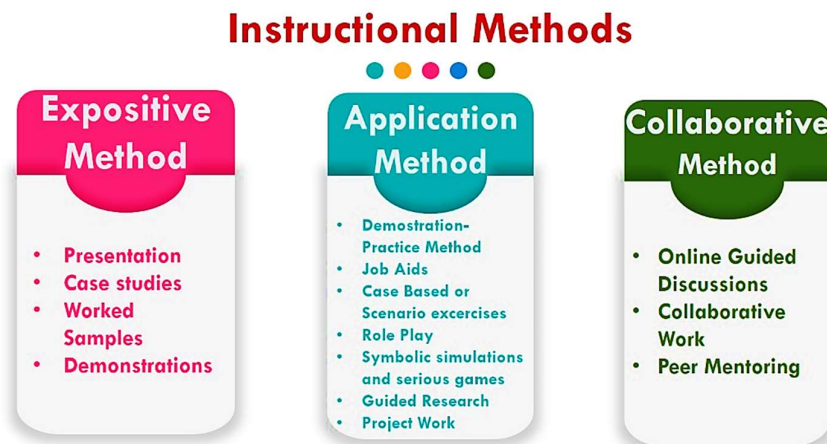 Instructional Methods
Expositive
Method
• Presentation
• Case studies
• Worked
Samples
• Demonstrations
Application
Method
• Demostration-
Practice Method
• Job Aids
• Case Based or
Scenario excercises
• Role Play
• Symbolic simulations
and serious games
• Guided Research
• Project Work
Collaborative
Method
• Online Guided
Discussions
• Collaborative
Work
• Peer Mentoring